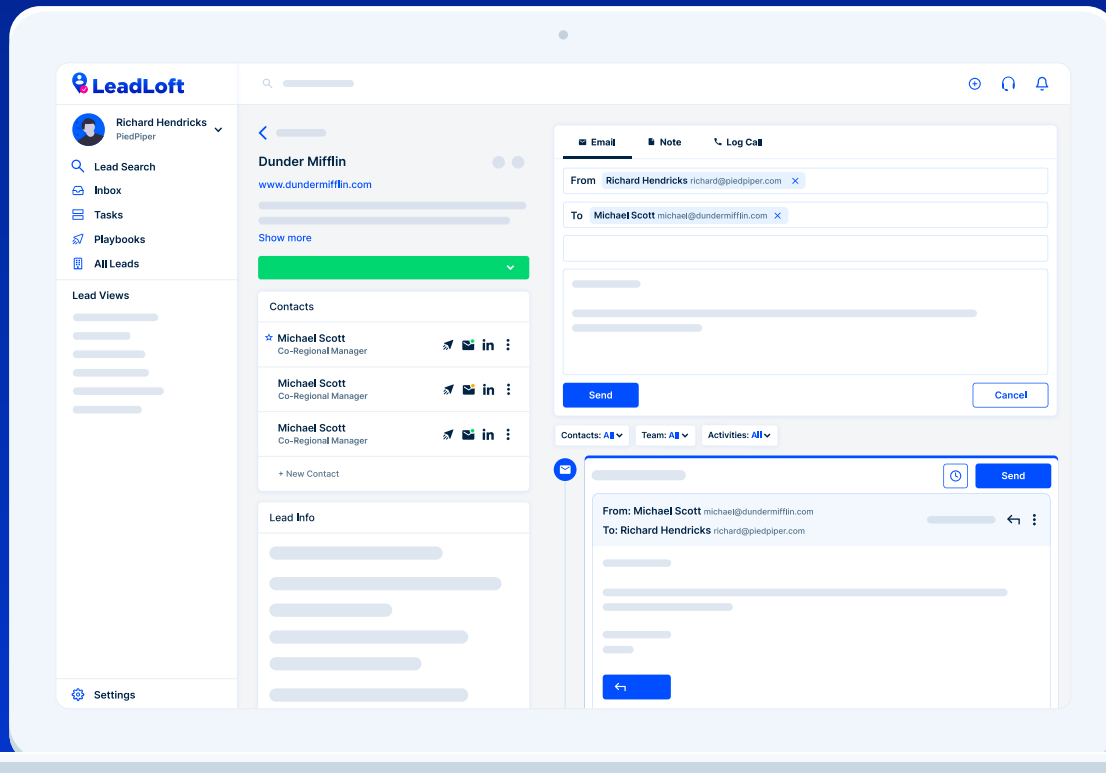 LeadLoft
Richard Hendricks
PiedPiper
Lead Search
Inbox
Tasks
Playbooks
All Leads
Lead Views
Settings
Dunder Mifflin
www.dundermifflin.com
Show more
Contacts
Michael Scott
Co-Regional Manager
Michael Scott
Co-Regional Manager
Michael Scott
Co-Regional Manager
+ New Contact
Lead Info
Email Note Log Call
From Richard Hendricks richard@piedpiper.com
To Michael Scott michael@dundermifflin.com
Send Cancel
Contacts: All Team: All Activities: All
Send
From: Michael Scott michael@dundermifflin.com
To: Richard Hendricks richard@piedpiper.com